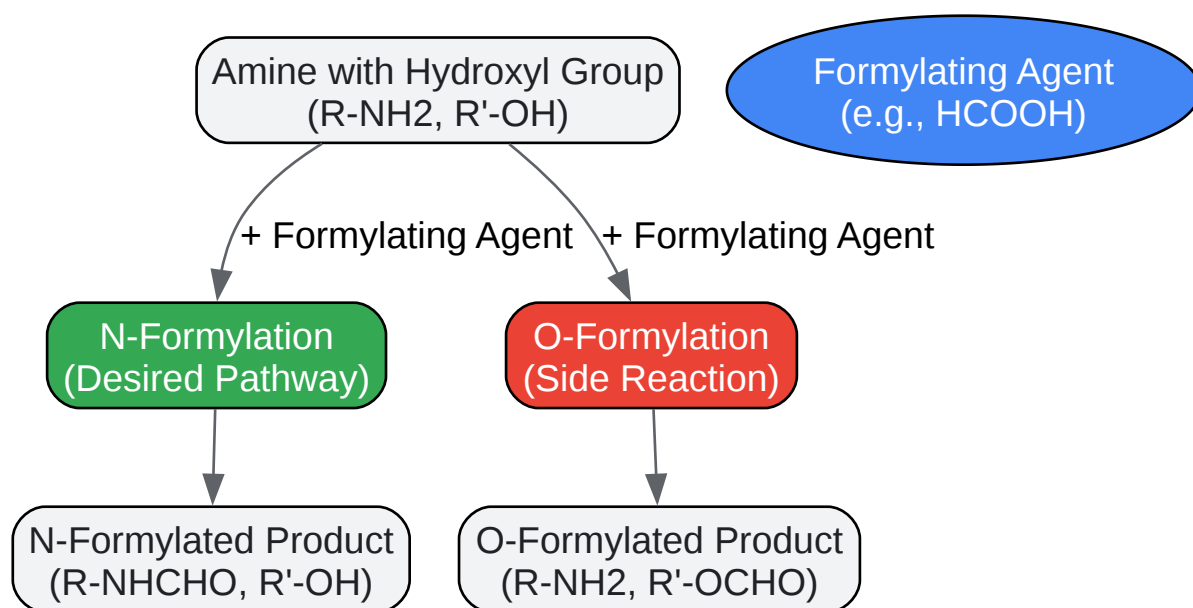 Amine with Hydroxyl Group
(R-NH2, R'-OH)
Formylating Agent
(e.g., HCOOH)
+ Formylating Agent
+ Formylating Agent
N-Formylation
(Desired Pathway)
O-Formylation
(Side Reaction)
N-Formylated Product
(R-NHCHO, R'-OH)
O-Formylated Product
(R-NH2, R'-OCHO)